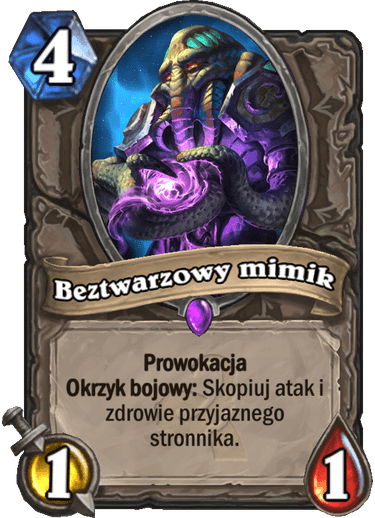 4
Beztwarzowy mimik
Prowokacja
Okrzyk bojowy: Skopiuj atak i
zdrowie przyjaznego
stronnika.
1
1